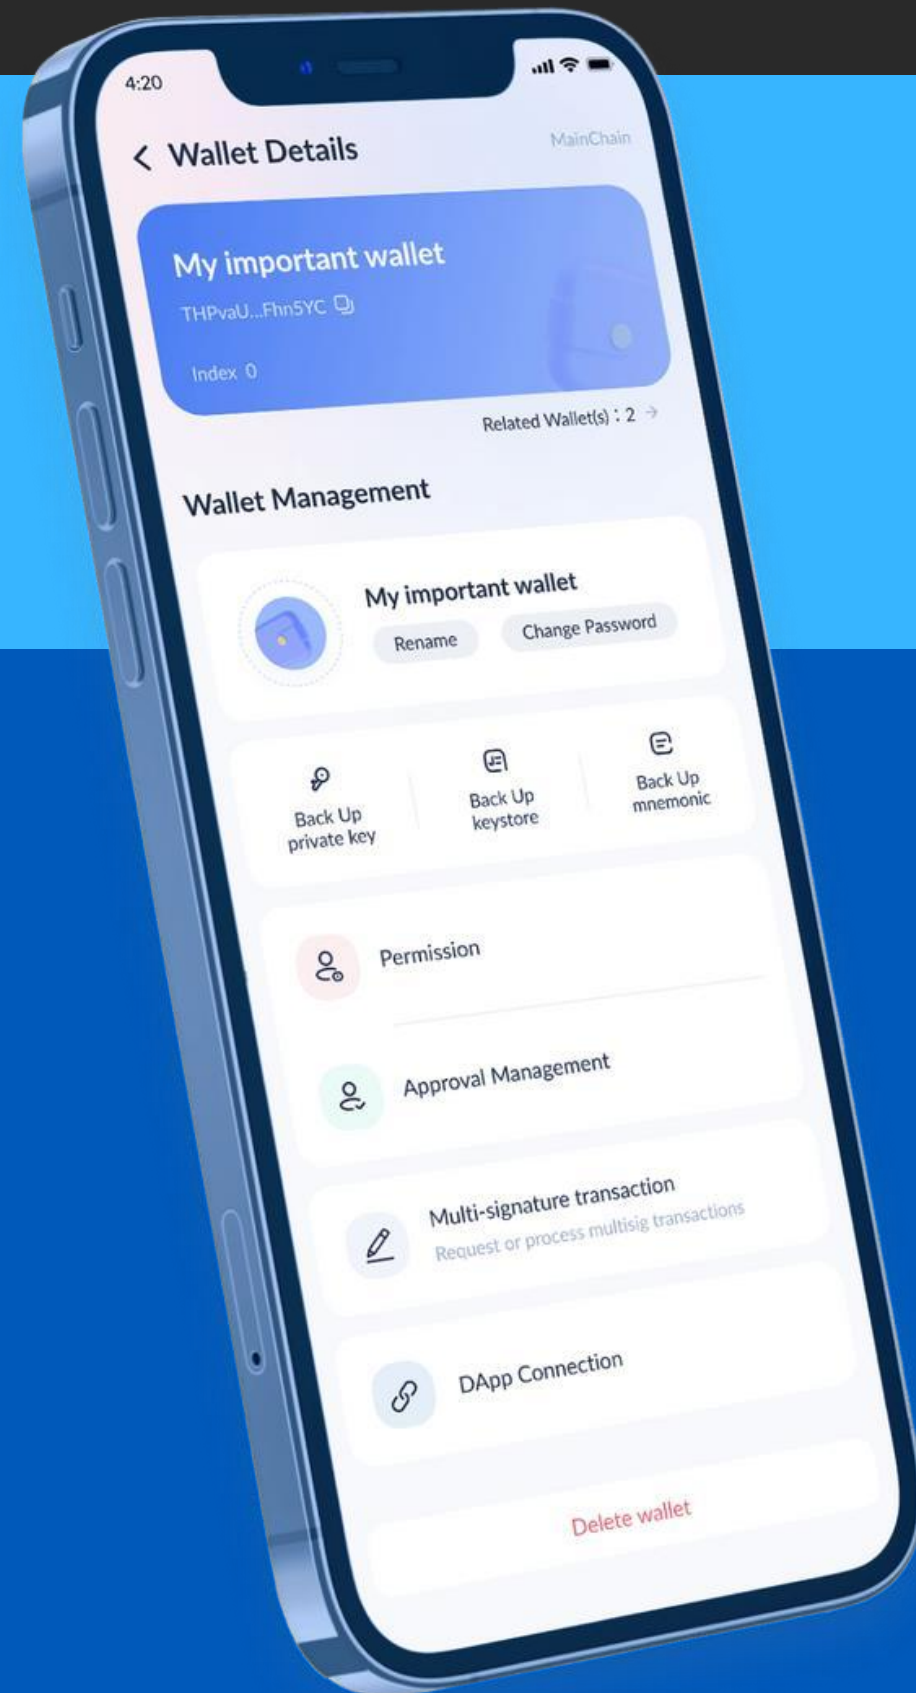 4:20
Wallet Details
MainChain
My important wallet
THPvaU...Fhn5YC
Index 0
Related Wallet(s) : 2
Wallet Management
My important wallet
Rename
Change Password
Back Up
private key
Back Up
keystore
Back Up
mnemonic
Permission
Approval Management
Multi-signature transaction
Request or process multisig transactions
DApp Connection
Delete wallet